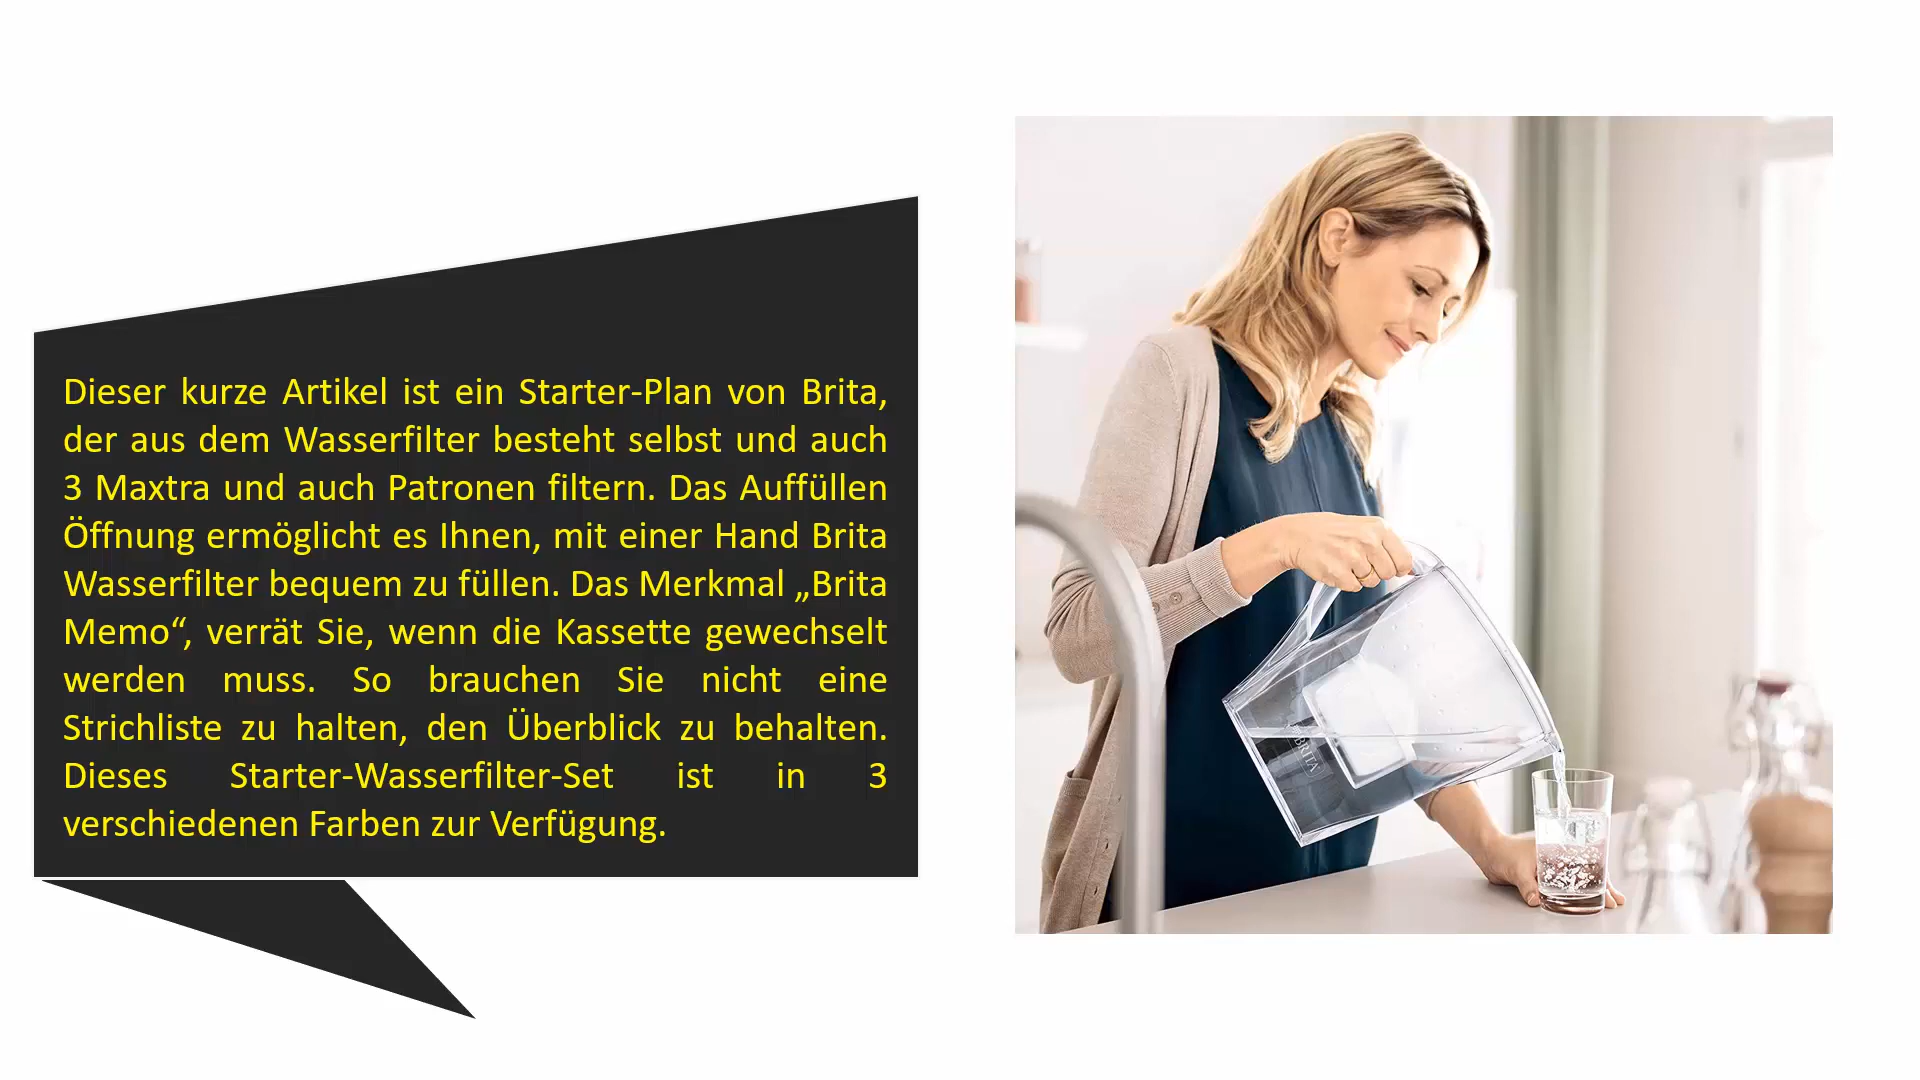 Dieser kurze Artikel ist ein Starter-Plan von Brita,
der aus dem Wasserfilter besteht selbst und auch
3 Maxtra und auch Patronen filtern. Das Auffüllen
Öffnung ermöglicht es Ihnen, mit einer Hand Brita
Wasserfilter bequem zu füllen. Das Merkmal „Brita
Memo“, verrät Sie, wenn die Kassette gewechselt
werden muss. So brauchen Sie nicht eine
Strichliste zu halten, den Überblick zu behalten.
Dieses Starter-Wasserfilter-Set ist in 3
verschiedenen Farben zur Verfügung.
BRITA